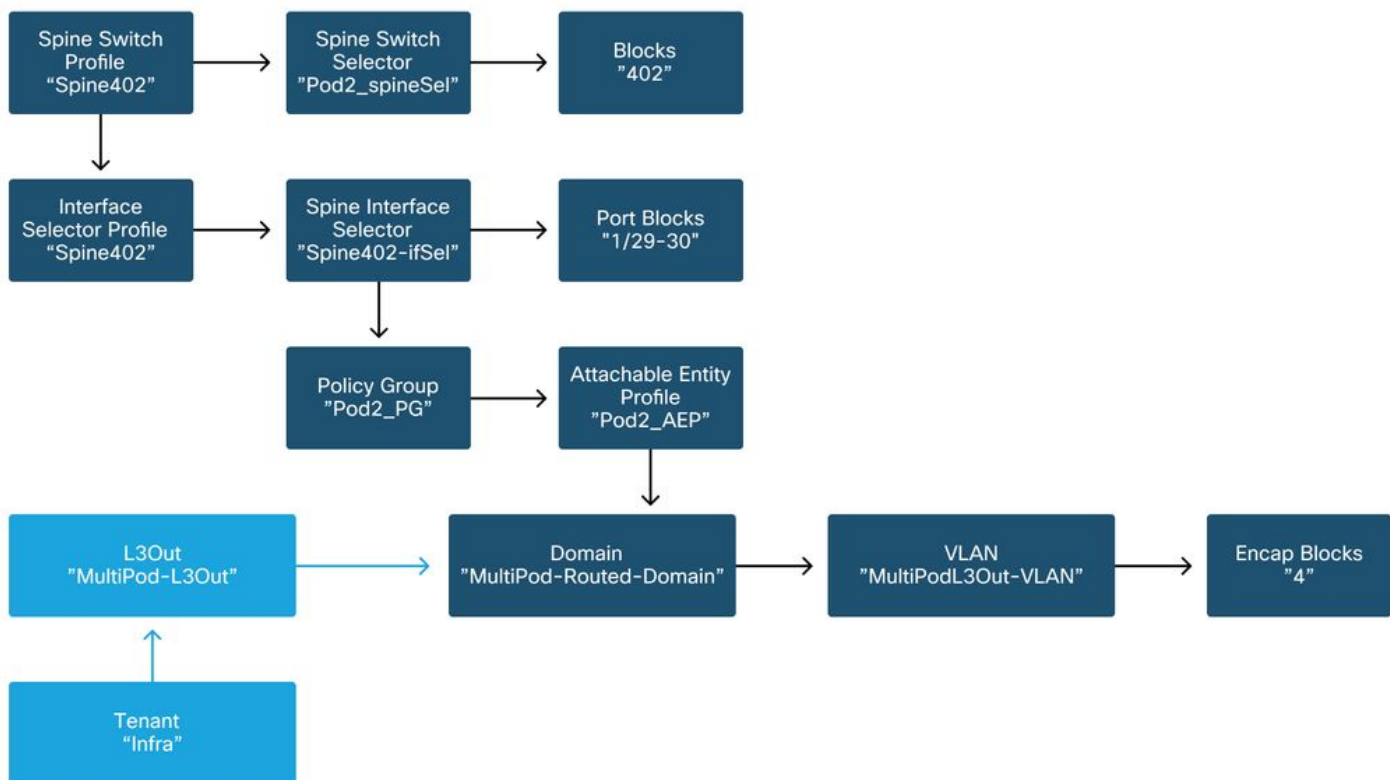 Spine Switch
Profile
“Spine402”
Spine Switch
Selector
”Pod2_spineSel”
Blocks
”402”
Interface
Selector Profile
”Spine402”
Spine Interface
Selector
”Spine402-ifSel”
Port Blocks
"1/29-30"
Policy Group
”Pod2_PG”
Attachable Entity
Profile
”Pod2_AEP”
L3Out
”MultiPod-L3Out”
Domain
”MultiPod-Routed-Domain”
VLAN
”MultiPodL3Out-VLAN”
Encap Blocks
”4”
Tenant
“Infra”